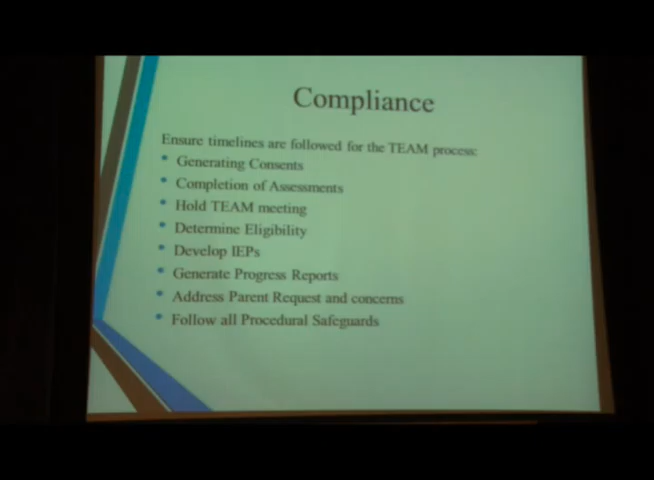 Compliance
Ensure timelines are followed for the TEAM process:
• Generating Consents
• Completion of Assessments
• Hold TEAM meeting
• Determine Eligibility
• Develop IEPs
• Generate Progress Reports
• Address Parent Request and concerns
• Follow all Procedural Safeguards